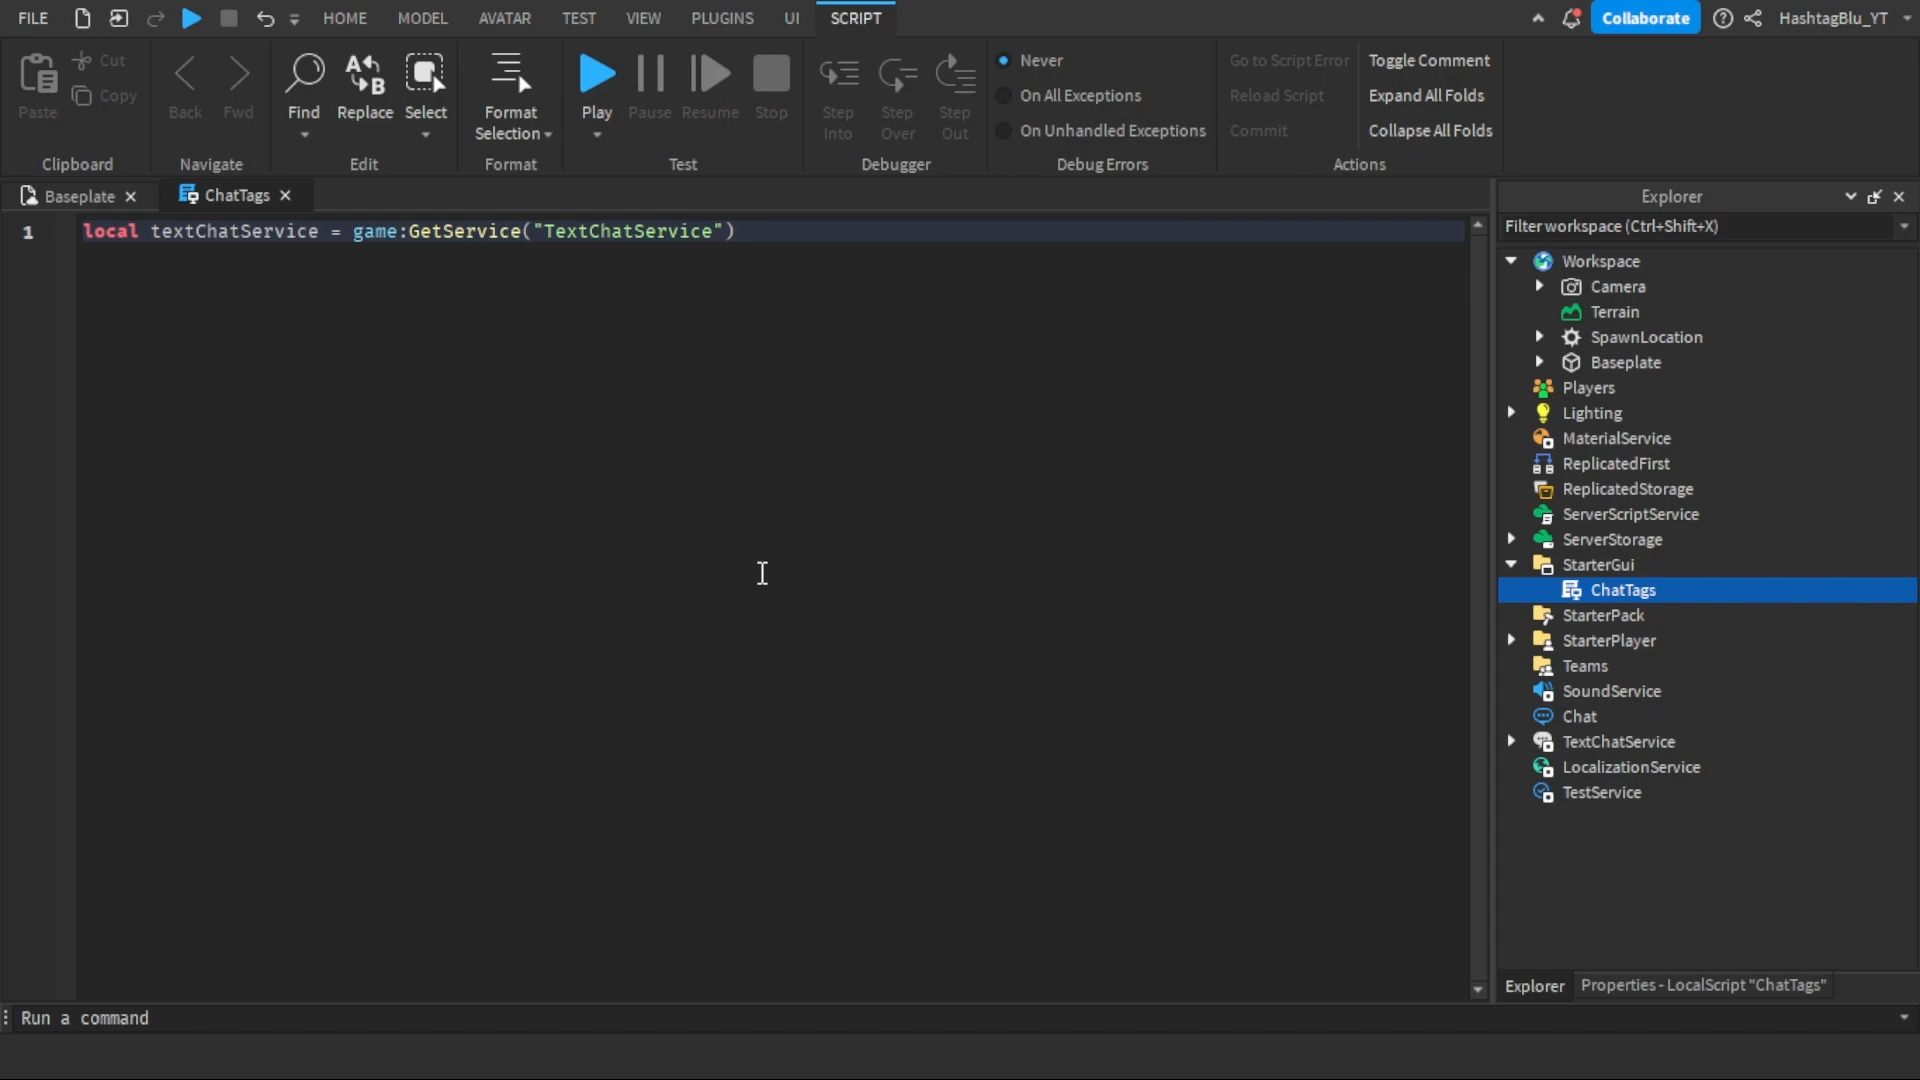 FILE HOME MODEL AVATAR TEST VIEW PLUGINS UI SCRIPT Collaborate HashtagBlu_YT
Paste Cut Copy
Clipboard
Back Fwd
Navigate
Find Replace Select
Edit
Format
Selection
Format
Play Pause Resume Stop
Test
Step Into Step Over Step Out
Debugger
Never
On All Exceptions
On Unhandled Exceptions
Debug Errors
Go to Script Error Toggle Comment
Reload Script Expand All Folds
Commit Collapse All Folds
Actions
Baseplate ChatTags
1 local textChatService = game:GetService("TextChatService")
Explorer
Filter workspace (Ctrl+Shift+X)
Workspace
Camera
Terrain
SpawnLocation
Baseplate
Players
Lighting
MaterialService
ReplicatedFirst
ReplicatedStorage
ServerScriptService
ServerStorage
StarterGui
ChatTags
StarterPack
StarterPlayer
Teams
SoundService
Chat
TextChatService
LocalizationService
TestService
Explorer Properties - LocalScript "ChatTags"
Run a command